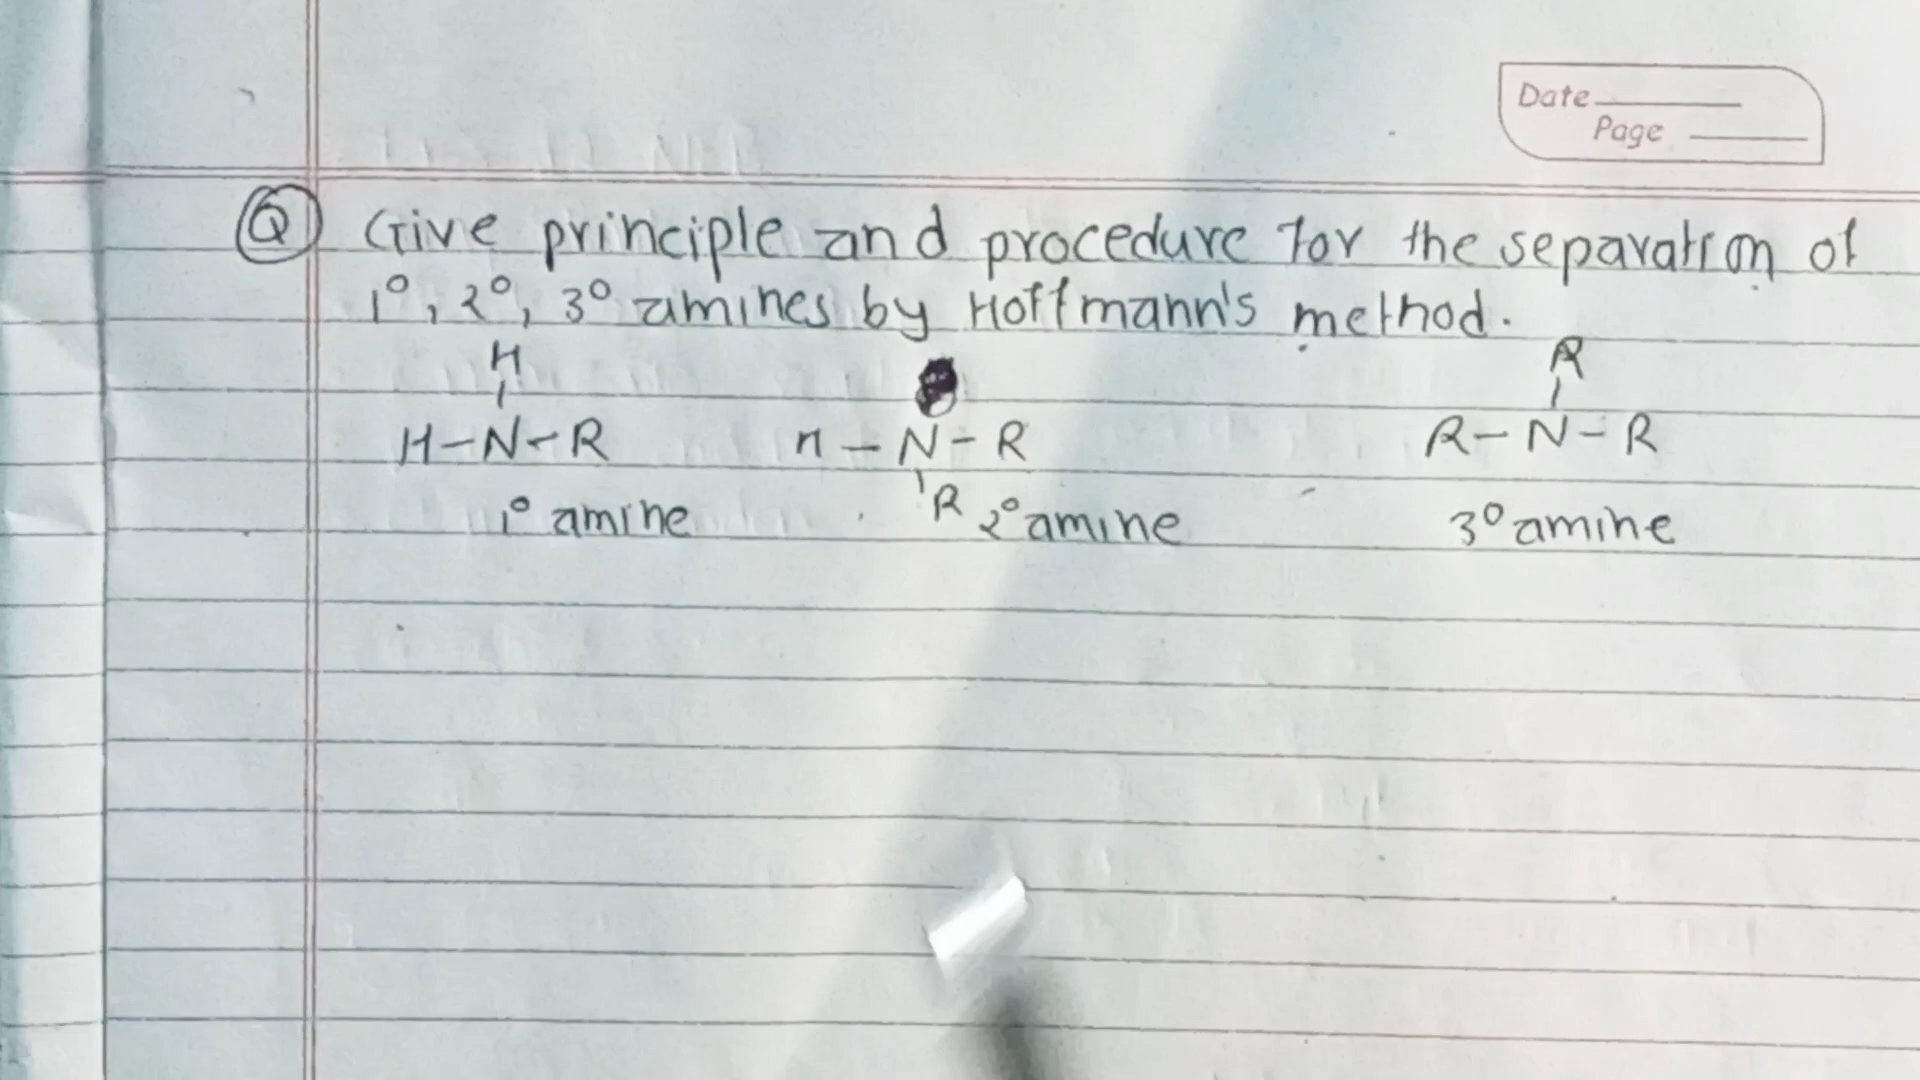 Date
Page
Q Give principle and procedure for the separation of
1°, 2°, 3° amines by Hoffmann's method.
H R
H-N-R H-N-R R-N-R
R
1° amine 2° amine 3° amine